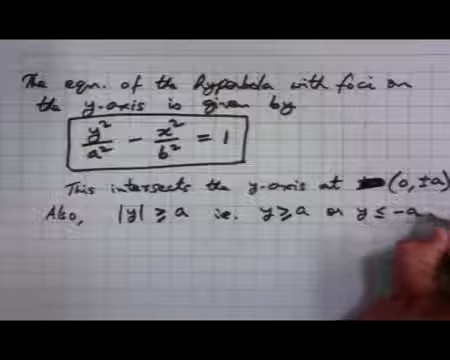 The eqn. of the hyperbola with foci on
the y-axis is given by
y²/a² - x²/b² = 1
This intersects the y-axis at (0, ±a)
Also, |y| ≥ a i.e. y ≥ a or y ≤ -a